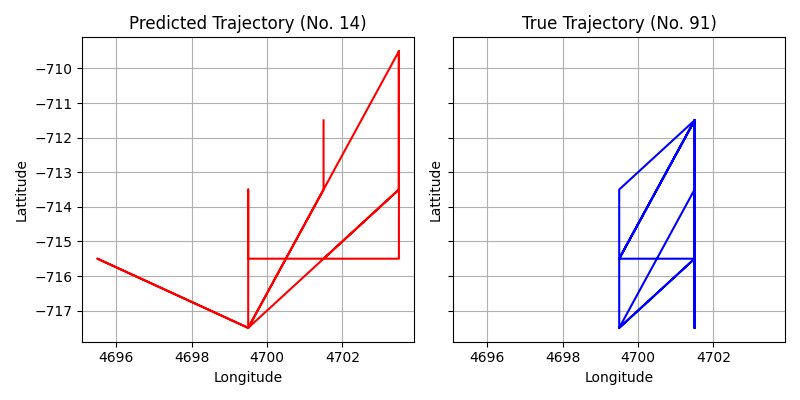 Predicted Trajectory (No. 14)
True Trajectory (No. 91)
Lattitude
−710
−711
−712
−713
−714
−715
−716
−717
4696
4698
4700
4702
Longitude
Lattitude
4696
4698
4700
4702
Longitude